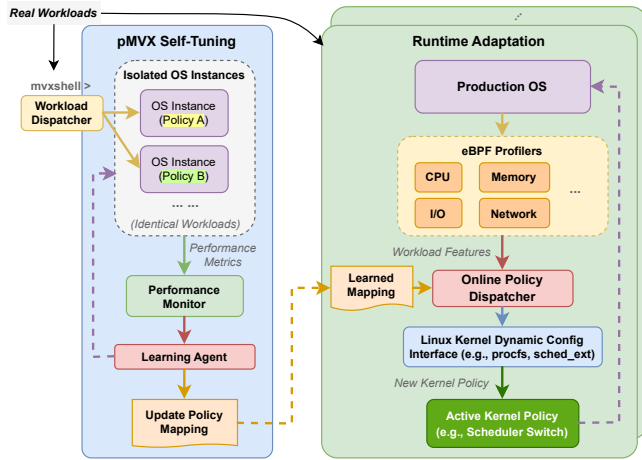 Real Workloads
pMVX Self-Tuning
Isolated OS Instances
mvxshell >
Workload
Dispatcher
OS Instance
(Policy A)
OS Instance
(Policy B)
... ...
(Identical Workloads)
Performance
Metrics
Performance
Monitor
Learning Agent
Update Policy
Mapping
Runtime Adaptation
Production OS
eBPF Profilers
CPU
Memory
I/O
Network
...
Workload Features
Learned
Mapping
Online Policy
Dispatcher
Linux Kernel Dynamic Config
Interface (e.g., procfs, sched_ext)
New Kernel Policy
Active Kernel Policy
(e.g., Scheduler Switch)